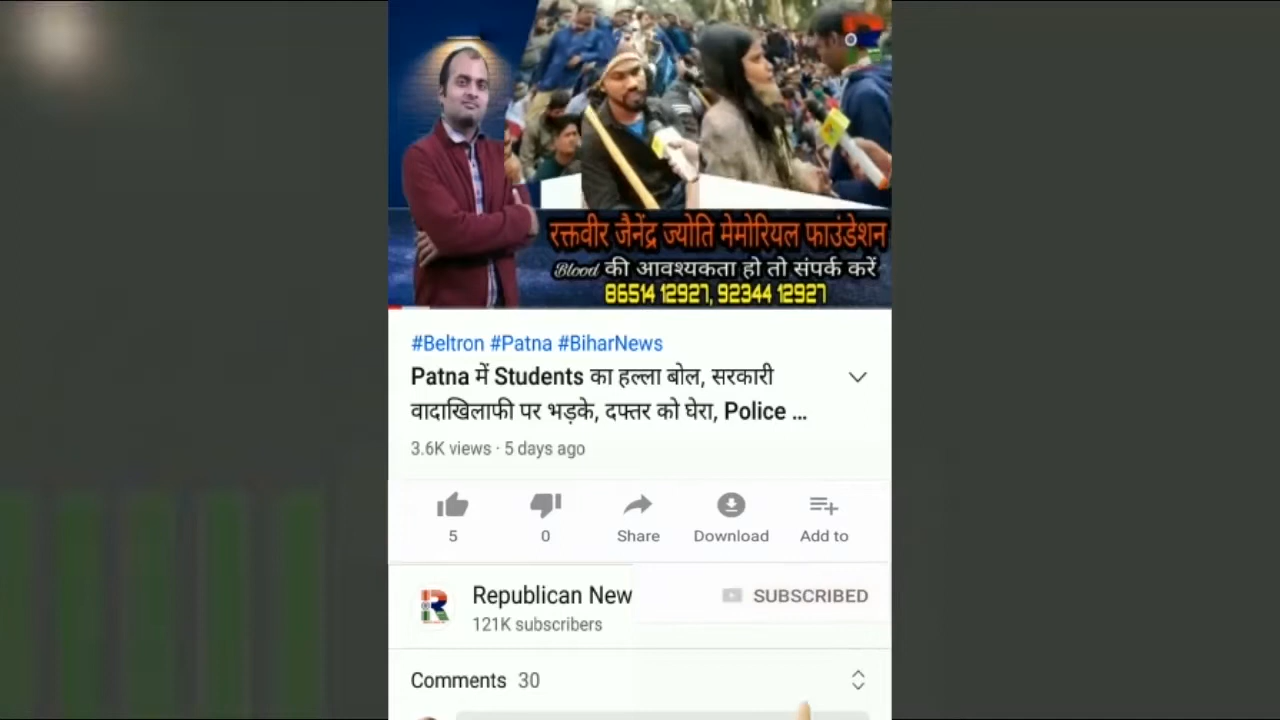 रक्तवीर जैनेंद्र ज्योति मेमोरियल फाउंडेशन
Blood की आवश्यकता हो तो संपर्क करें
86514 12927, 92344 12927
#Beltron #Patna #BiharNews
Patna में Students का हल्ला बोल, सरकारी
वादाखिलाफी पर भड़के, दफ्तर को घेरा, Police ...
3.6K views · 5 days ago
5
0
Share
Download
Add to
Republican New
SUBSCRIBED
121K subscribers
Comments 30